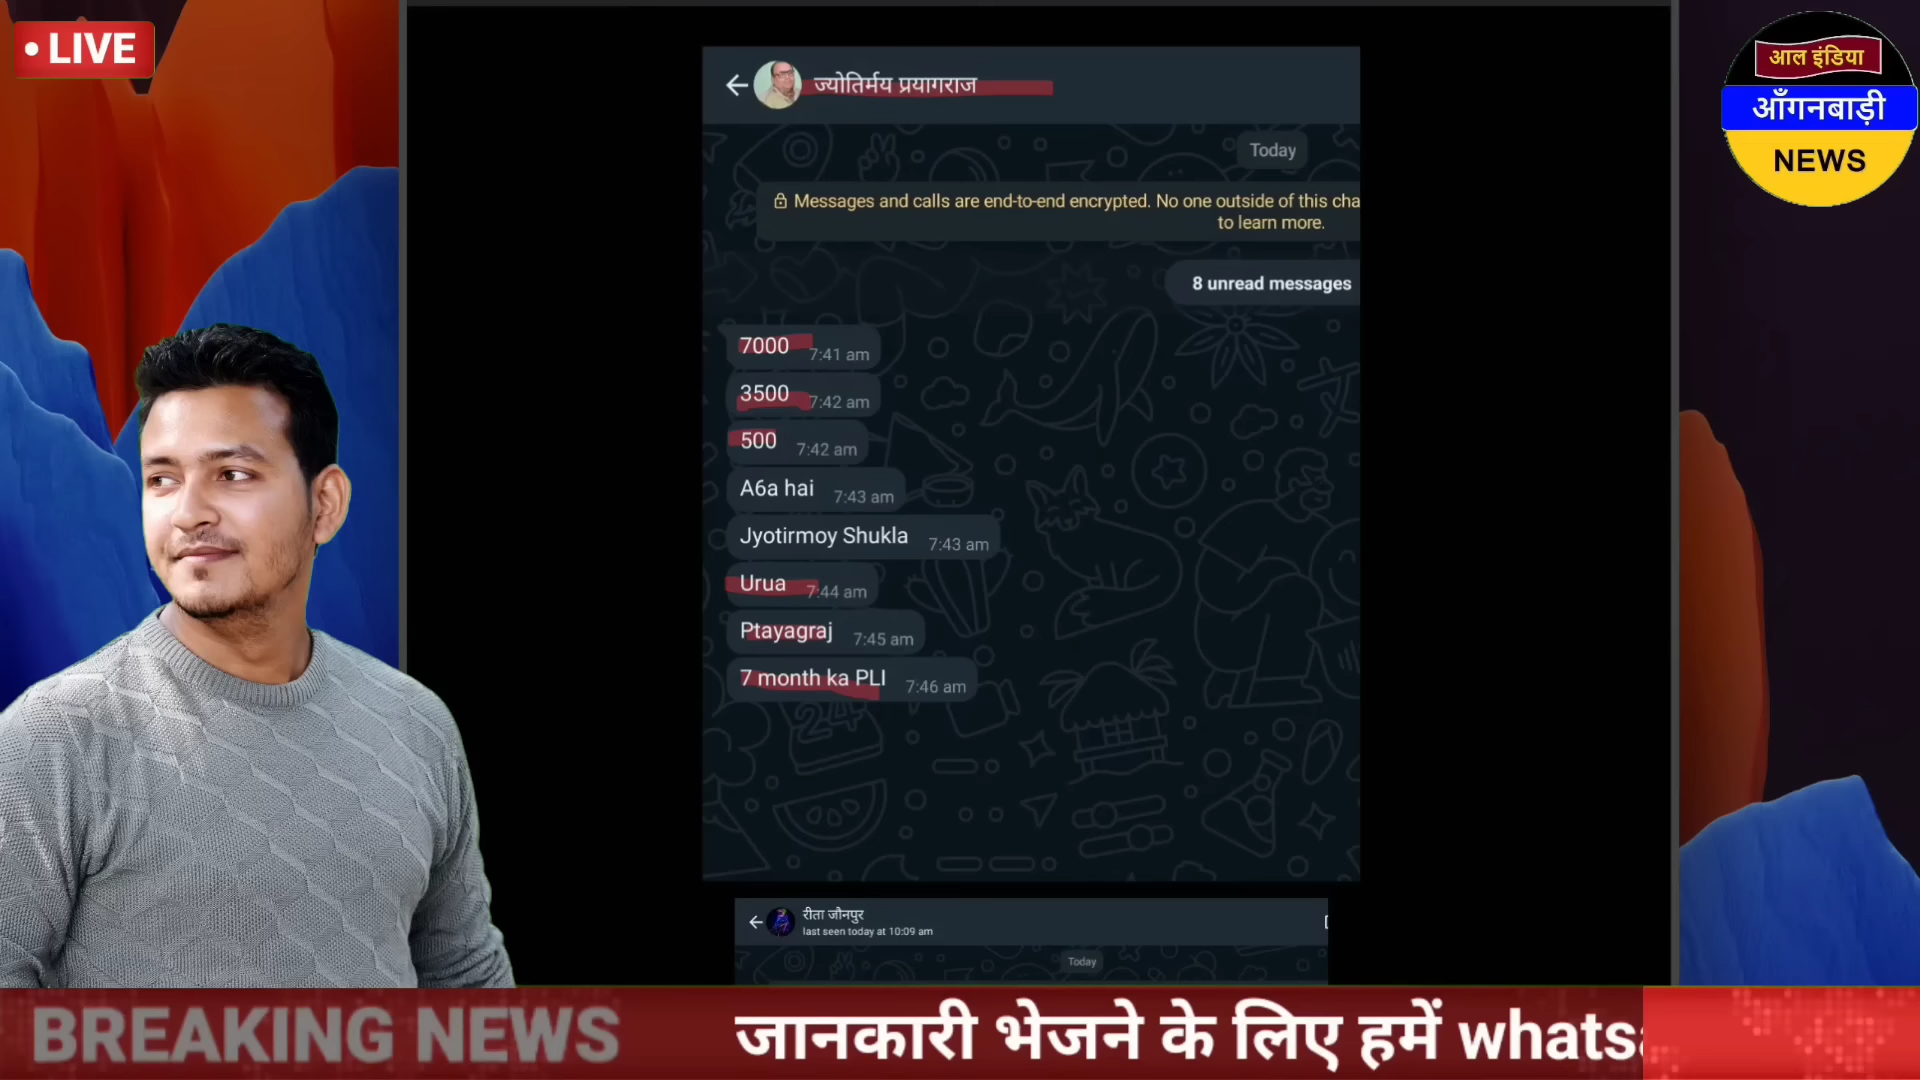 • LIVE
आल इंडिया
आँगनबाड़ी
NEWS
ज्योतिर्मय प्रयागराज
Today
Messages and calls are end-to-end encrypted. No one outside of this cha
to learn more.
8 unread messages
7000 7:41 am
3500 7:42 am
500 7:42 am
A6a hai 7:43 am
Jyotirmoy Shukla 7:43 am
Urua 7:44 am
Ptayagraj 7:45 am
7 month ka PLI 7:46 am
रीता जौनपुर
last seen today at 10:09 am
Today
BREAKING NEWS
जानकारी भेजने के लिए हमें whats